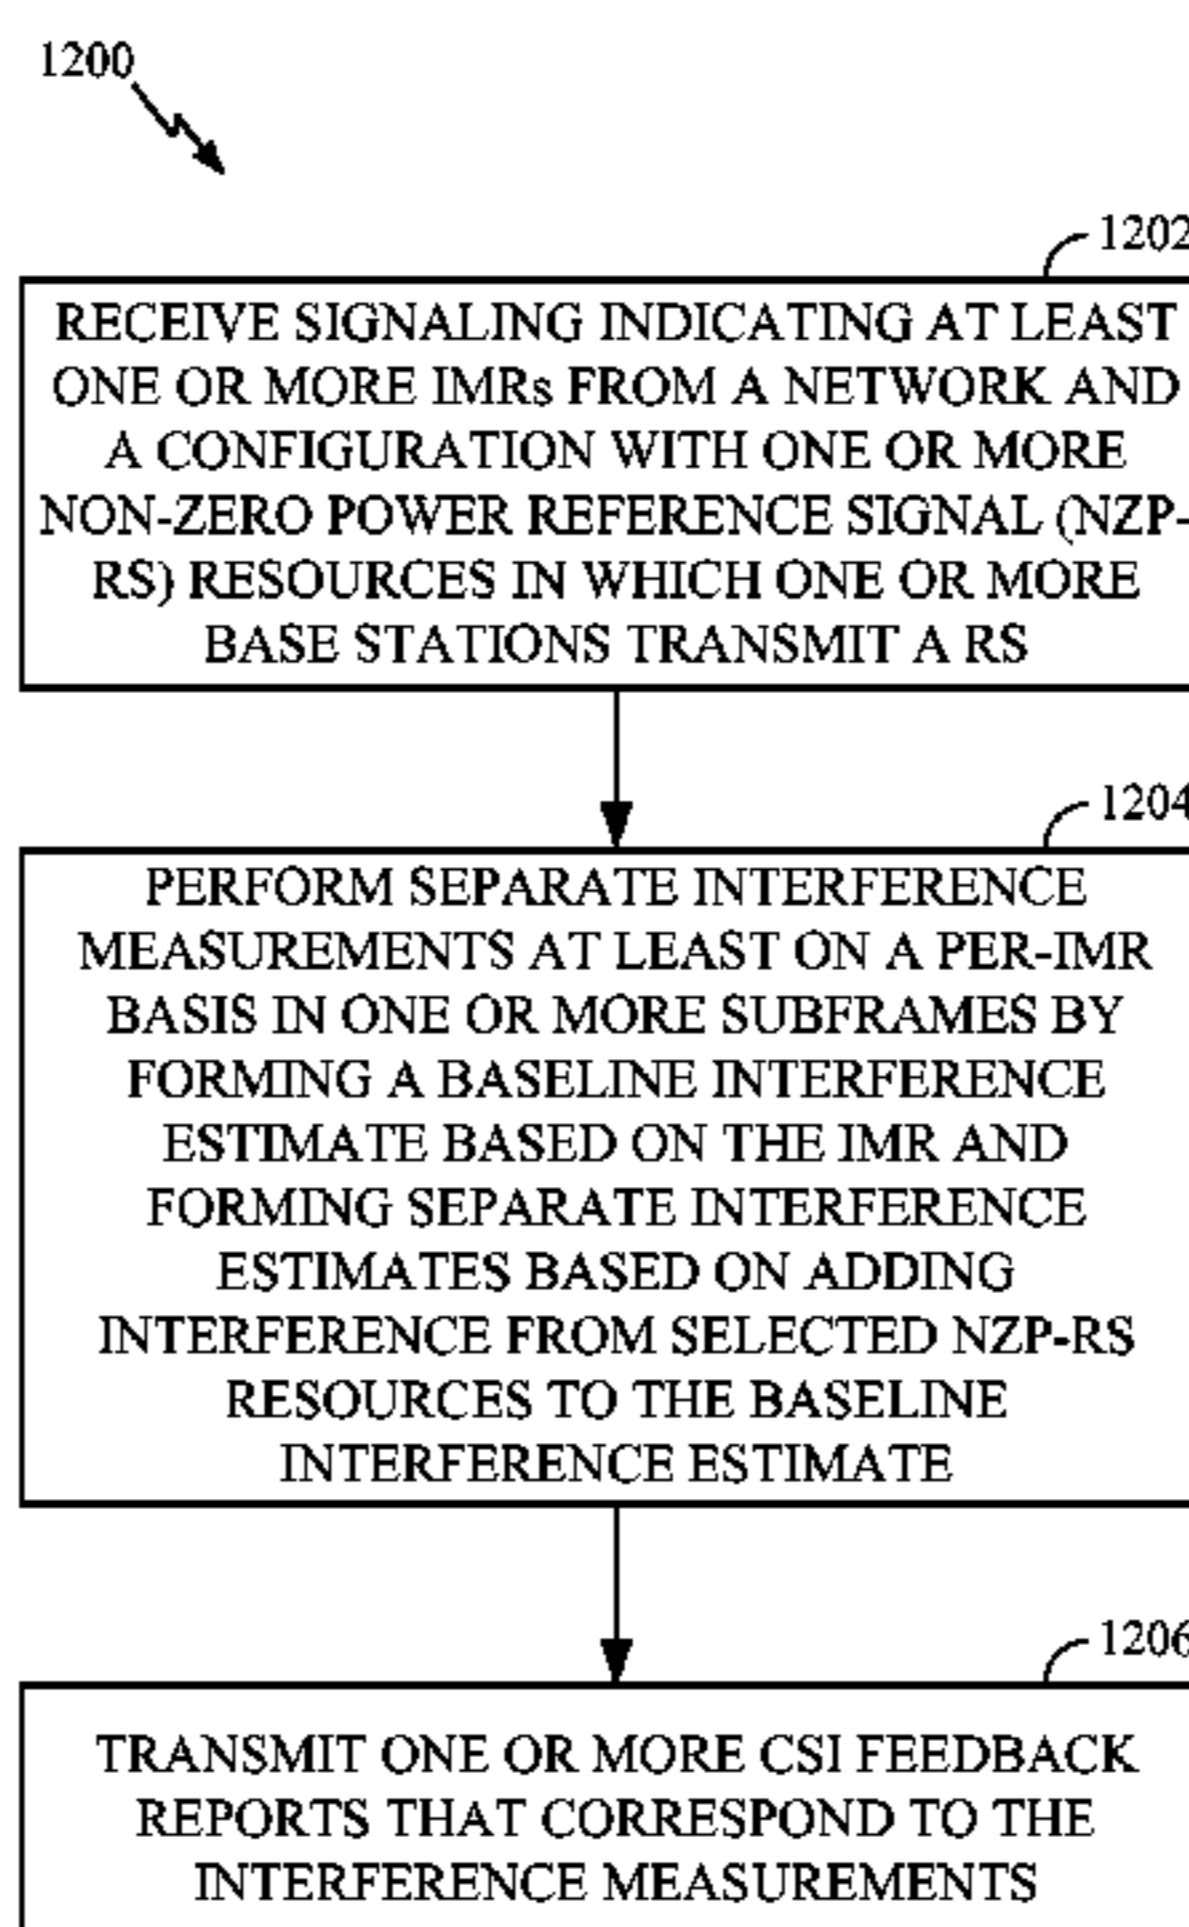 1200
1202
RECEIVE SIGNALING INDICATING AT LEAST
ONE OR MORE IMRs FROM A NETWORK AND
A CONFIGURATION WITH ONE OR MORE
NON-ZERO POWER REFERENCE SIGNAL (NZP-
RS) RESOURCES IN WHICH ONE OR MORE
BASE STATIONS TRANSMIT A RS
1204
PERFORM SEPARATE INTERFERENCE
MEASUREMENTS AT LEAST ON A PER-IMR
BASIS IN ONE OR MORE SUBFRAMES BY
FORMING A BASELINE INTERFERENCE
ESTIMATE BASED ON THE IMR AND
FORMING SEPARATE INTERFERENCE
ESTIMATES BASED ON ADDING
INTERFERENCE FROM SELECTED NZP-RS
RESOURCES TO THE BASELINE
INTERFERENCE ESTIMATE
1206
TRANSMIT ONE OR MORE CSI FEEDBACK
REPORTS THAT CORRESPOND TO THE
INTERFERENCE MEASUREMENTS